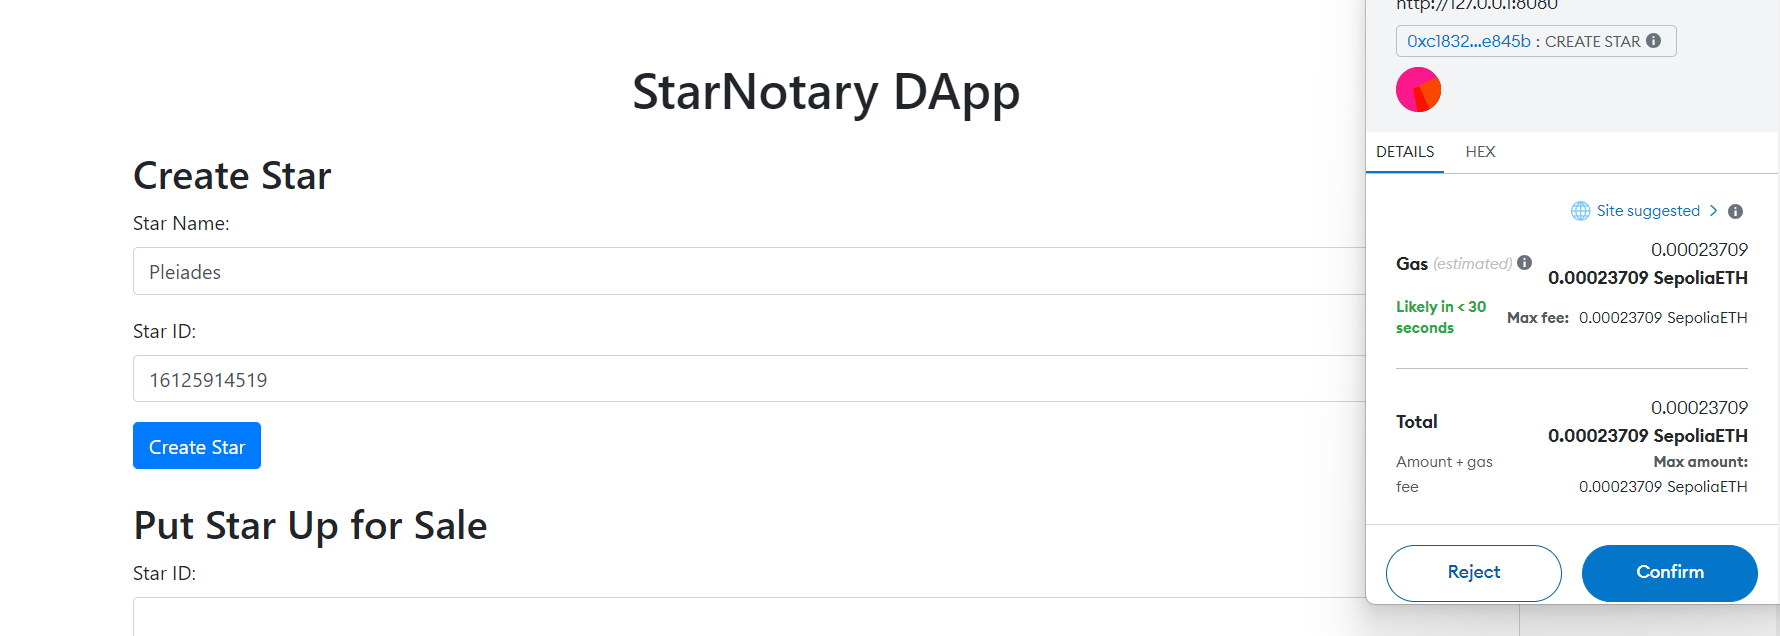 StarNotary DApp
Create Star
Star Name:
Pleiades
Star ID:
16125914519
Create Star
Put Star Up for Sale
Star ID:
http://127.0.0.1:8080
0xc1832...e845b : CREATE STAR
DETAILS HEX
Site suggested >
0.00023709
Gas (estimated) 0.00023709 SepoliaETH
Likely in < 30
seconds
Max fee: 0.00023709 SepoliaETH
0.00023709
Total
0.00023709 SepoliaETH
Amount + gas
fee
Max amount:
0.00023709 SepoliaETH
Reject Confirm